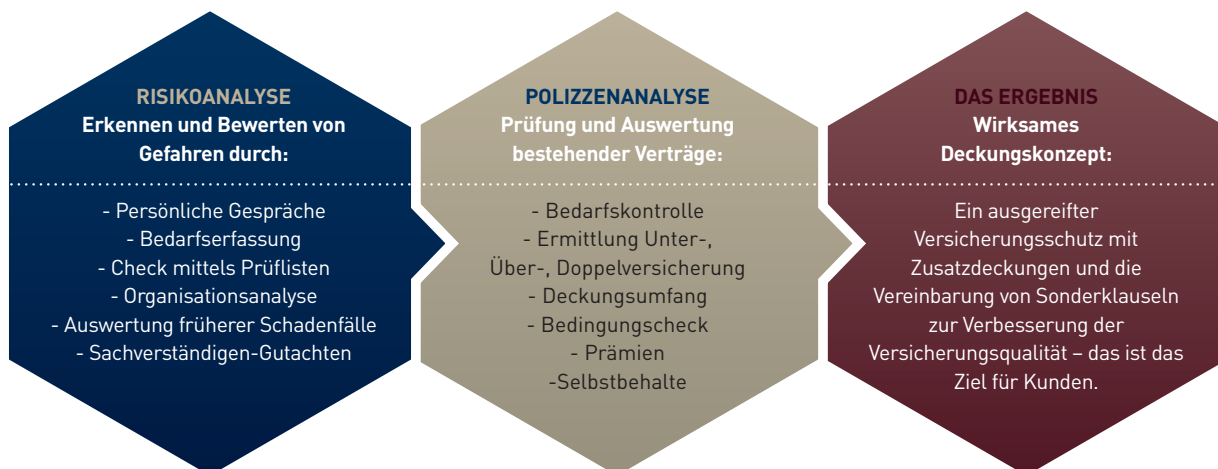 RISIKOANALYSE
Erkennen und Bewerten von
Gefahren durch:
- Persönliche Gespräche
- Bedarfserfassung
- Check mittels Prüflisten
- Organisationsanalyse
- Auswertung früherer Schadenfälle
- Sachverständigen-Gutachten
POLIZZENANALYSE
Prüfung und Auswertung
bestehender Verträge:
- Bedarfskontrolle
- Ermittlung Unter-,
Über-, Doppelversicherung
- Deckungsumfang
- Bedingungscheck
- Prämien
-Selbstbehalte
DAS ERGEBNIS
Wirksames
Deckungskonzept:
Ein ausgereifter
Versicherungsschutz mit
Zusatzdeckungen und die
Vereinbarung von Sonderklauseln
zur Verbesserung der
Versicherungsqualität – das ist das
Ziel für Kunden.